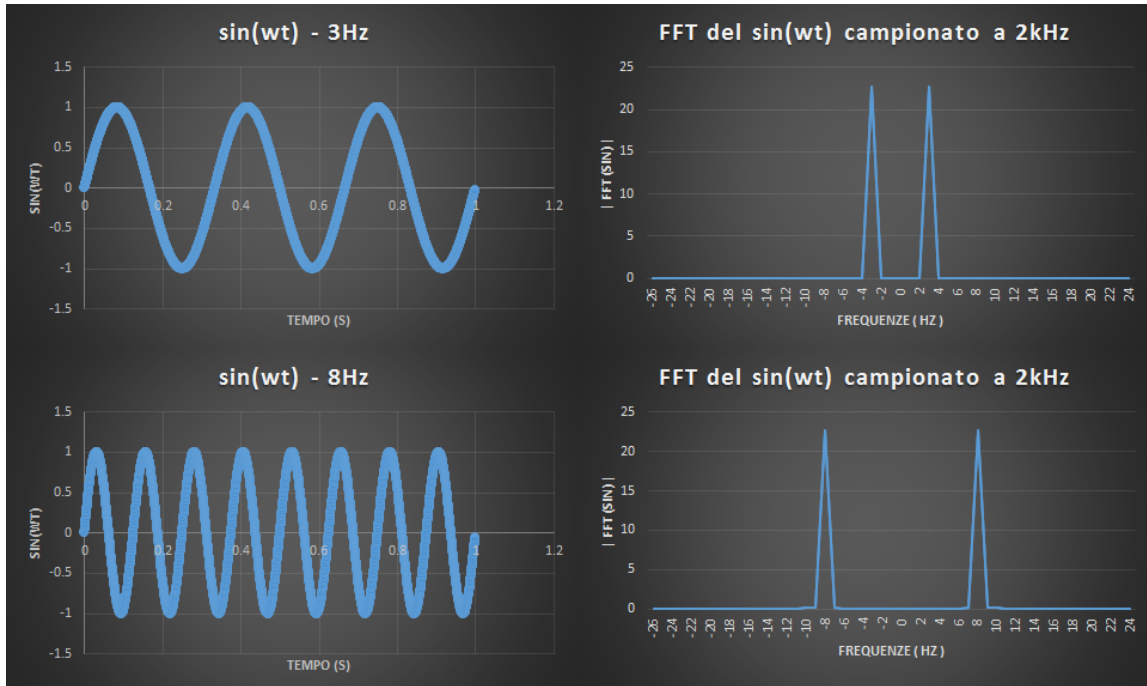 sin(wt) - 3Hz
1.5
1
0.5
0
-0.5
-1
-1.5
0 0.2 0.4 0.6 0.8 1 1.2
SIN(WT)
TEMPO (S)
FFT del sin(wt) campionato a 2kHz
25
20
15
10
5
0
-26 -24 -22 -20 -18 -16 -14 -12 -10 -8 -6 -4 -2 0 2 4 6 8 10 12 14 16 18 20 22 24
| FFT(SIN) |
FREQUENZE ( HZ )
sin(wt) - 8Hz
1.5
1
0.5
0
-0.5
-1
-1.5
0 0.2 0.4 0.6 0.8 1 1.2
SIN(WT)
TEMPO (S)
FFT del sin(wt) campionato a 2kHz
25
20
15
10
5
0
-26 -24 -22 -20 -18 -16 -14 -12 -10 -8 -6 -4 -2 0 2 4 6 8 10 12 14 16 18 20 22 24
| FFT(SIN) |
FREQUENZE ( HZ )